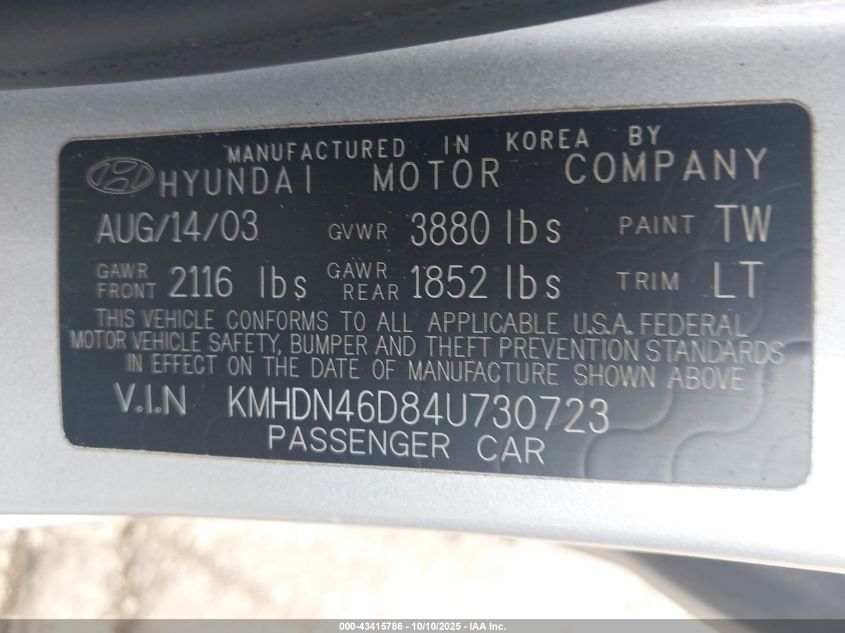 MANUFACTURED IN KOREA BY
HYUNDAI MOTOR COMPANY
AUG/14/03 GVWR 3880 lbs PAINT TW
GAWR FRONT 2116 lbs GAWR REAR 1852 lbs TRIM LT
THIS VEHICLE CONFORMS TO ALL APPLICABLE U.S.A. FEDERAL
MOTOR VEHICLE SAFETY, BUMPER AND THEFT PREVENTION STANDARDS
IN EFFECT ON THE DATE OF MANUFACTURE SHOWN ABOVE
V.I.N KMHDN46D84U730723
PASSENGER CAR
000-43415786 - 10/10/2025 - IAA Inc.